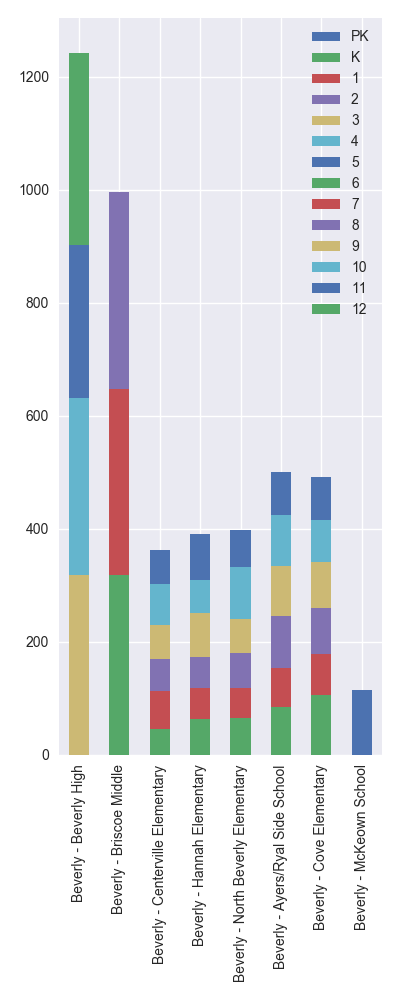 PK
K
1
2
3
4
5
6
7
8
9
10
11
12
1200
1000
800
600
400
200
0
Beverly - Beverly High
Beverly - Briscoe Middle
Beverly - Centerville Elementary
Beverly - Hannah Elementary
Beverly - North Beverly Elementary
Beverly - Ayers/Ryal Side School
Beverly - Cove Elementary
Beverly - McKeown School